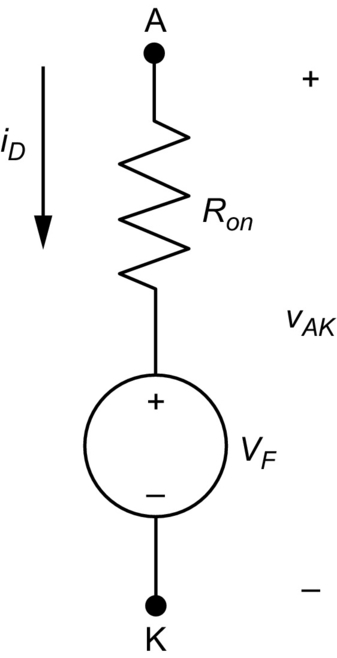 A
+
i_D
R_on
v_AK
+
V_F
–
–
K